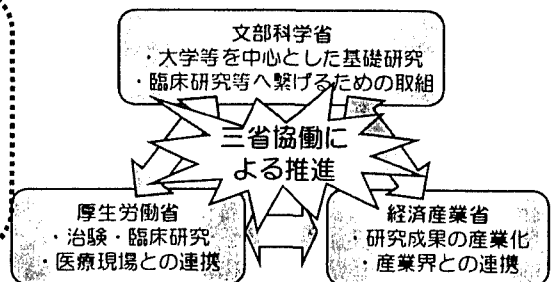 文部科学省
・大学等を中心とした基礎研究
・臨床研究等へ繋げるための取組
三省協働に
よる推進
厚生労働省
・治験・臨床研究
・医療現場との連携
経済産業省
・研究成果の産業化
・産業界との連携